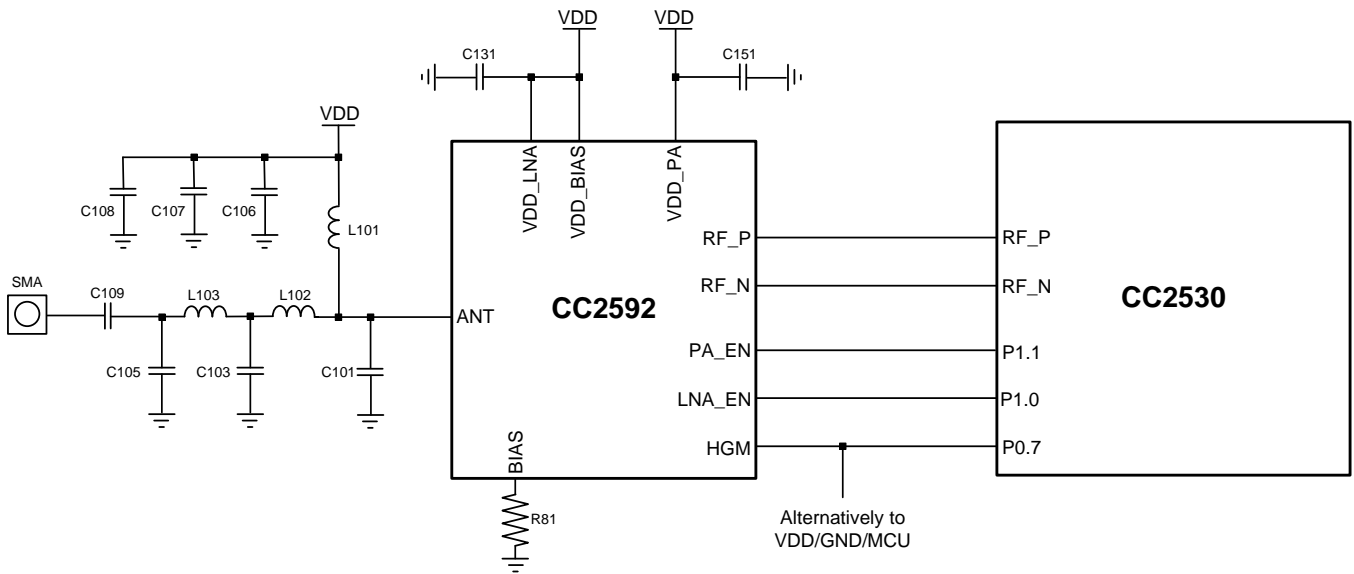 VDD
VDD
C131
C151
VDD
VDD_LNA
VDD_BIAS
VDD_PA
C108
C107
C106
L101
RF_P
RF_P
RF_N
RF_N
SMA
C109
L103
L102
ANT
CC2592
CC2530
PA_EN
P1.1
C105
C103
C101
LNA_EN
P1.0
HGM
P0.7
BIAS
R81
Alternatively to
VDD/GND/MCU